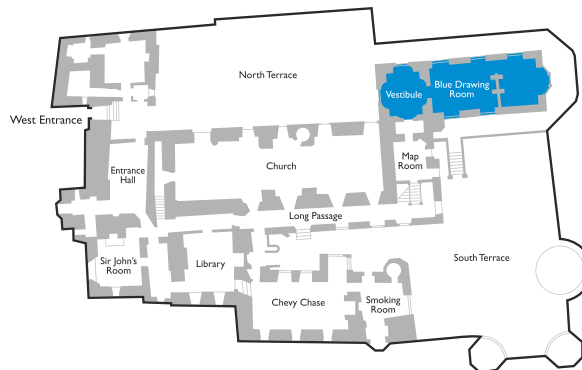 North Terrace
Blue Drawing
Room
Vestibule
West Entrance
Map
Room
Church
Entrance
Hall
Long Passage
Sir John's
Room
Library
South Terrace
Chevy Chase
Smoking
Room